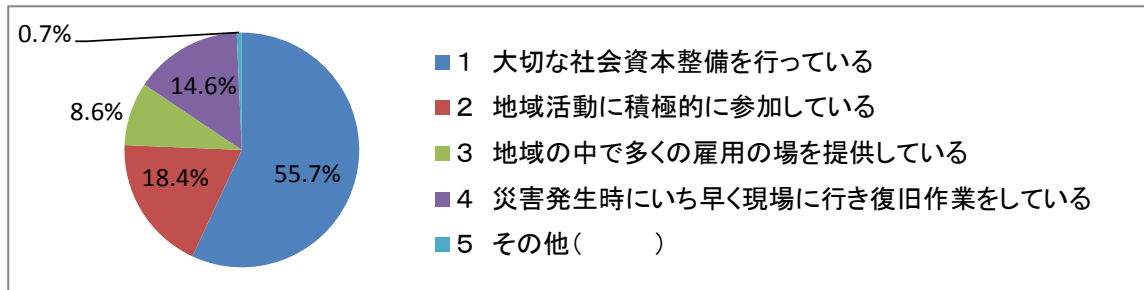 0.7%
14.6%
8.6%
18.4%
55.7%
1 大切な社会資本整備を行っている
2 地域活動に積極的に参加している
3 地域の中で多くの雇用の場を提供している
4 災害発生時にいち早く現場に行き復旧作業をしている
5 その他(　　　)